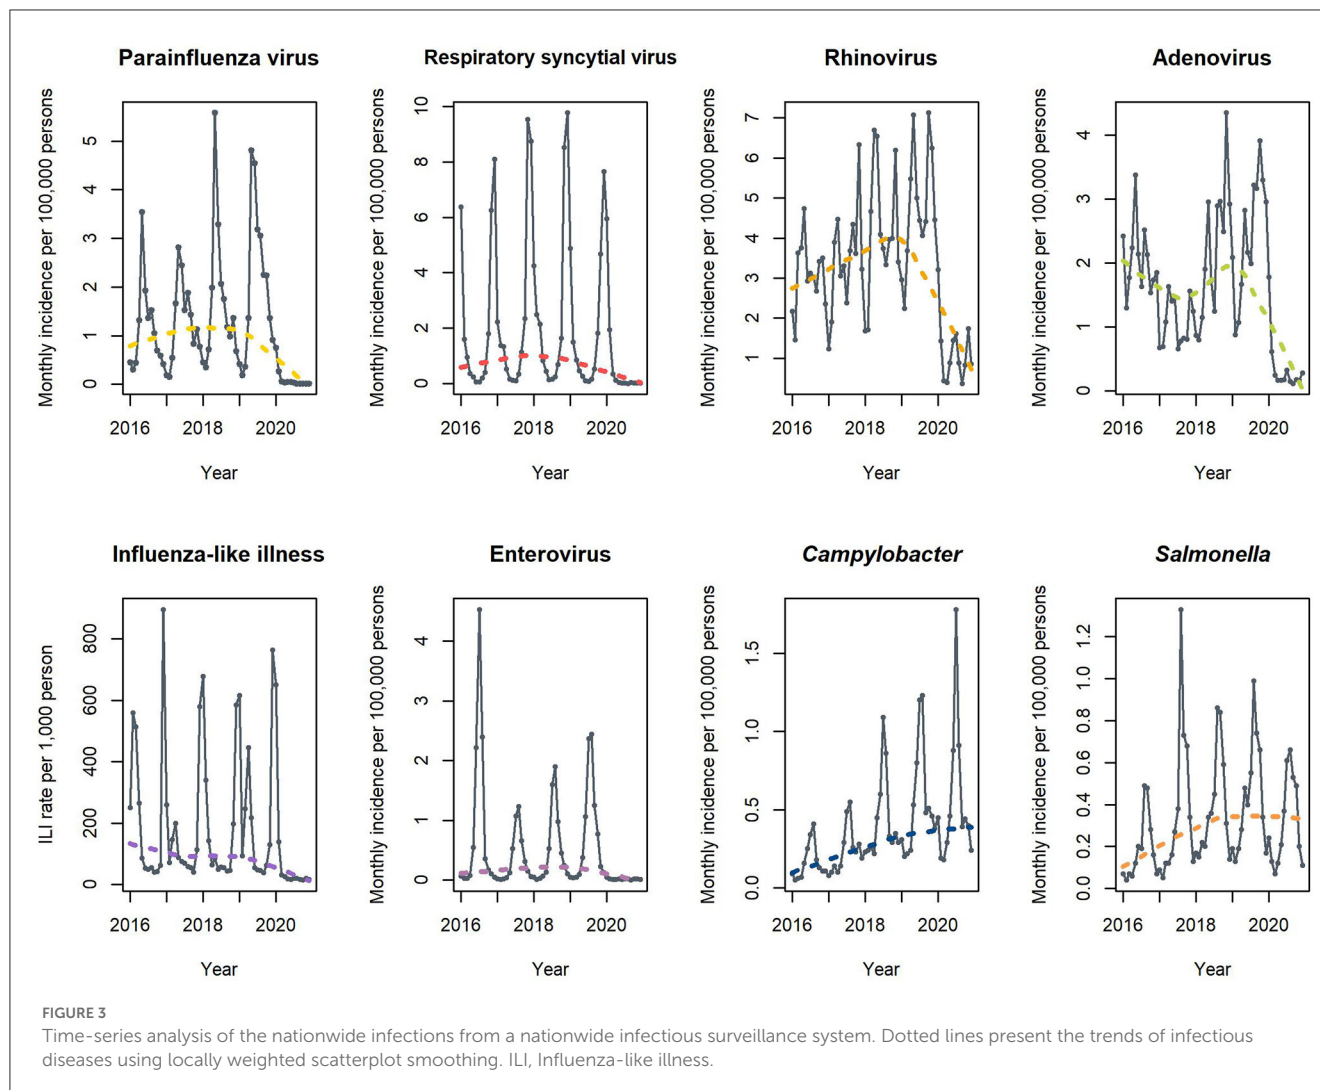 Parainfluenza virus
Monthly incidence per 100,000 persons
0 1 2 3 4 5
2016 2018 2020
Year
Respiratory syncytial virus
Monthly incidence per 100,000 persons
0 2 4 6 8 10
2016 2018 2020
Year
Rhinovirus
Monthly incidence per 100,000 persons
1 2 3 4 5 6 7
2016 2018 2020
Year
Adenovirus
Monthly incidence per 100,000 persons
0 1 2 3 4
2016 2018 2020
Year
Influenza-like illness
ILI rate per 1,000 person
0 200 400 600 800
2016 2018 2020
Year
Enterovirus
Monthly incidence per 100,000 persons
0 1 2 3 4
2016 2018 2020
Year
Campylobacter
Monthly incidence per 100,000 persons
0.0 0.5 1.0 1.5
2016 2018 2020
Year
Salmonella
Monthly incidence per 100,000 persons
0.0 0.2 0.4 0.6 0.8 1.0 1.2
2016 2018 2020
Year
FIGURE 3
Time-series analysis of the nationwide infections from a nationwide infectious surveillance system. Dotted lines present the trends of infectious
diseases using locally weighted scatterplot smoothing. ILI, Influenza-like illness.